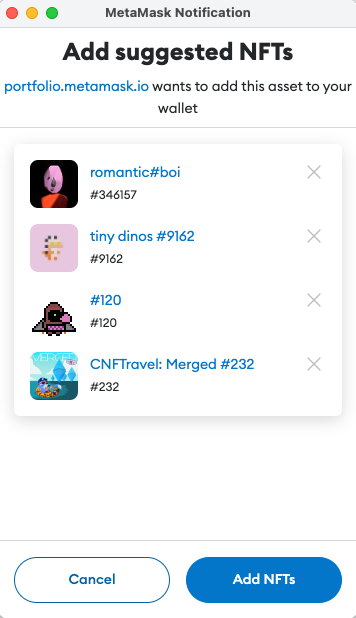 MetaMask Notification
Add suggested NFTs
portfolio.metamask.io wants to add this asset to your
wallet
romantic#boi
#346157
tiny dinos #9162
#9162
#120
#120
CNFTravel: Merged #232
#232
Cancel
Add NFTs